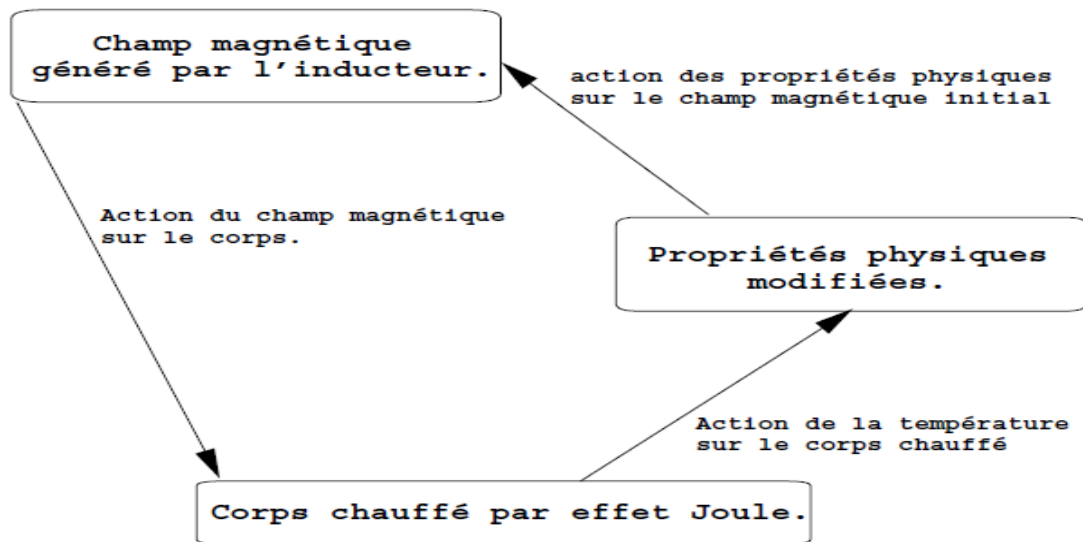 Champ magnétique
généré par l'inducteur.
action des propriétés physiques
sur le champ magnétique initial
Action du champ magnétique
sur le corps.
Propriétés physiques
modifiées.
Action de la température
sur le corps chauffé
Corps chauffé par effet Joule.